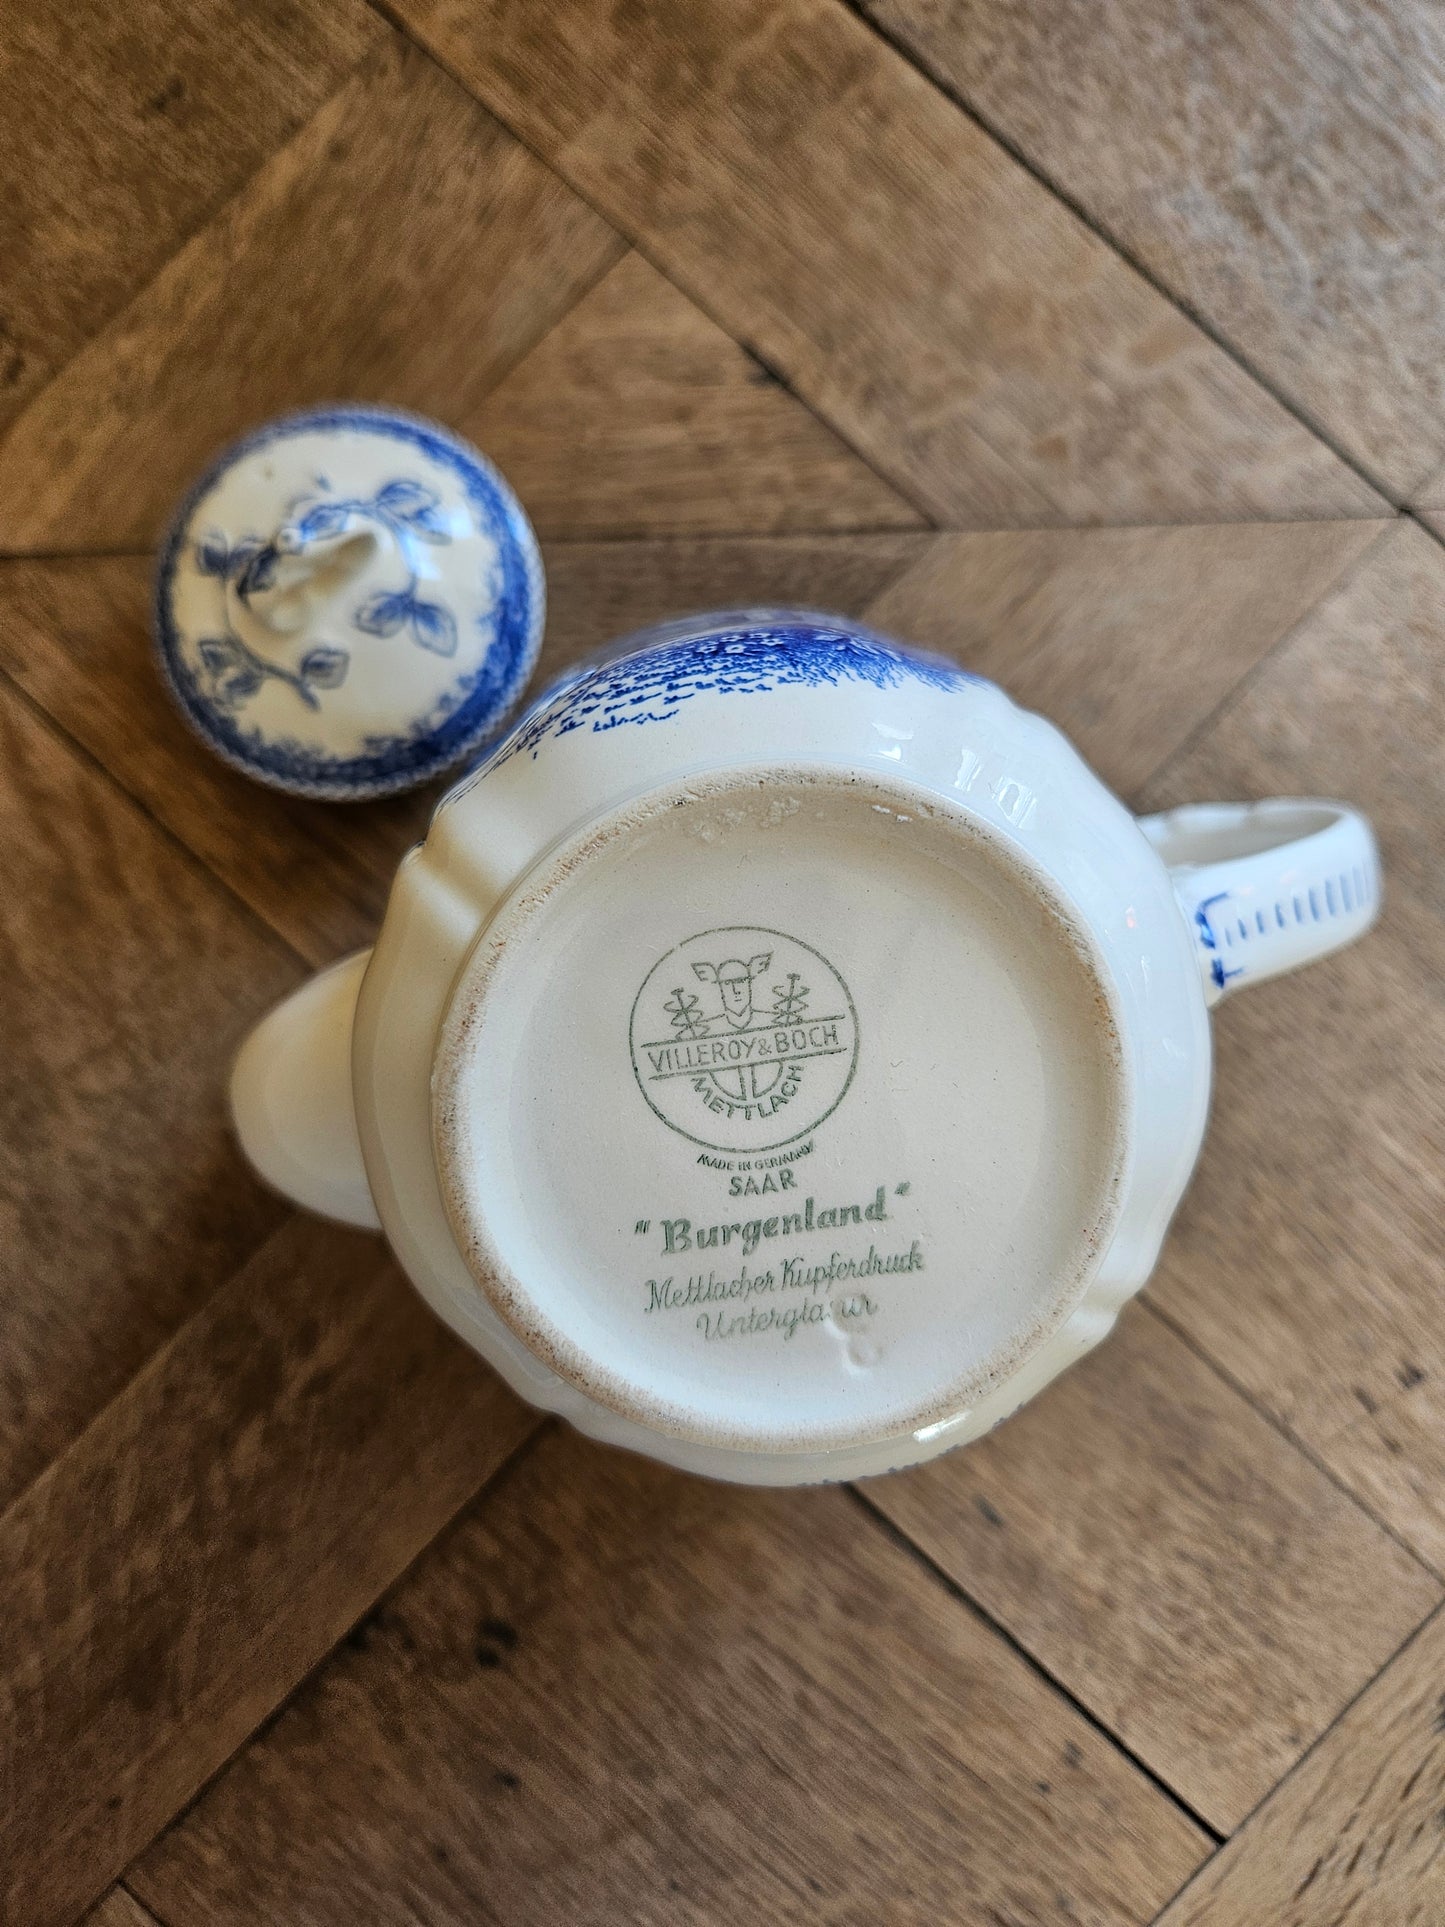 VILLEROY & BOCH
METTLACH
MADE IN GERMANY
SAAR
"Burgenland"
Mettlacher Kupferdruck
Unterglasur